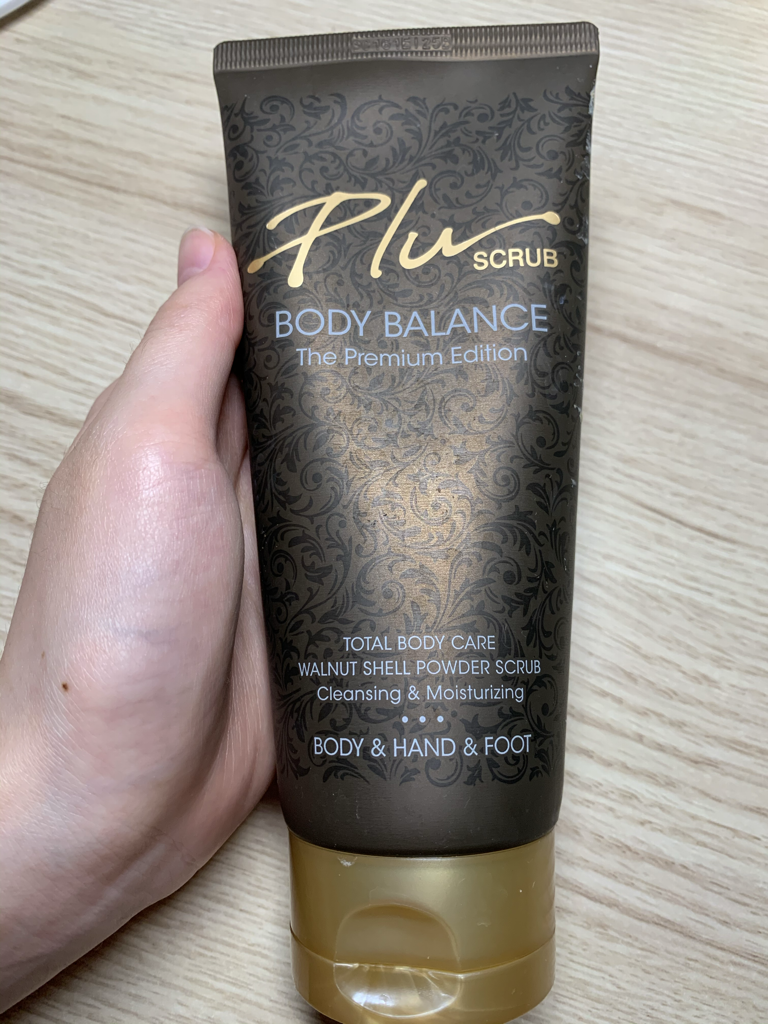 Plu
SCRUB
BODY BALANCE
The Premium Edition
TOTAL BODY CARE
WALNUT SHELL POWDER SCRUB
Cleansing & Moisturizing
BODY & HAND & FOOT